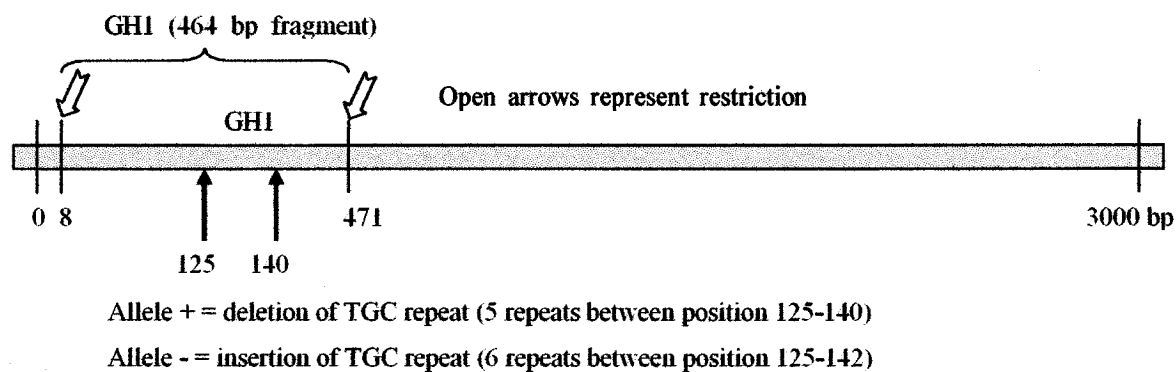 GH1 (464 bp fragment)
Open arrows represent restriction
GH1
0 8 471 3000 bp
125 140
Allele + = deletion of TGC repeat (5 repeats between position 125-140)
Allele - = insertion of TGC repeat (6 repeats between position 125-142)